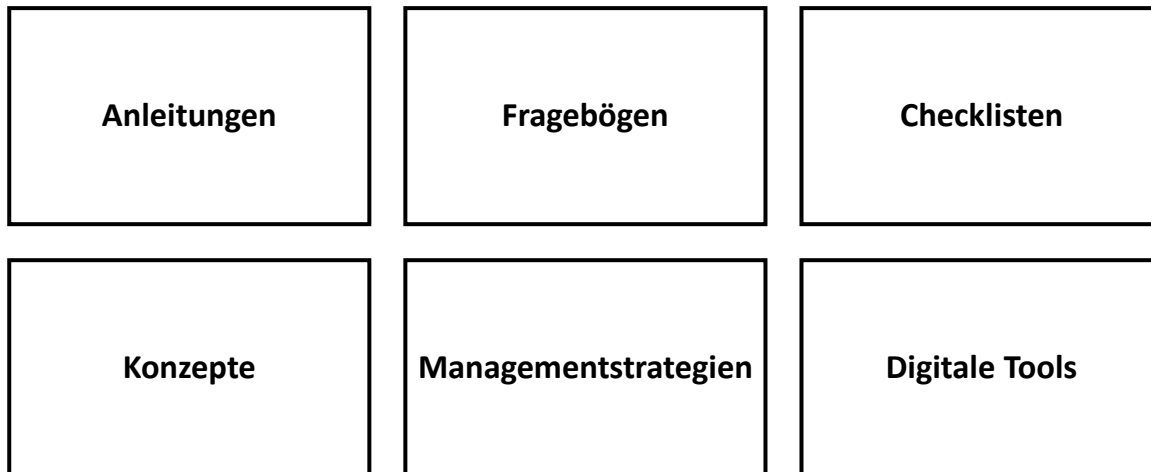 Anleitungen
Fragebögen
Checklisten
Konzepte
Managementstrategien
Digitale Tools